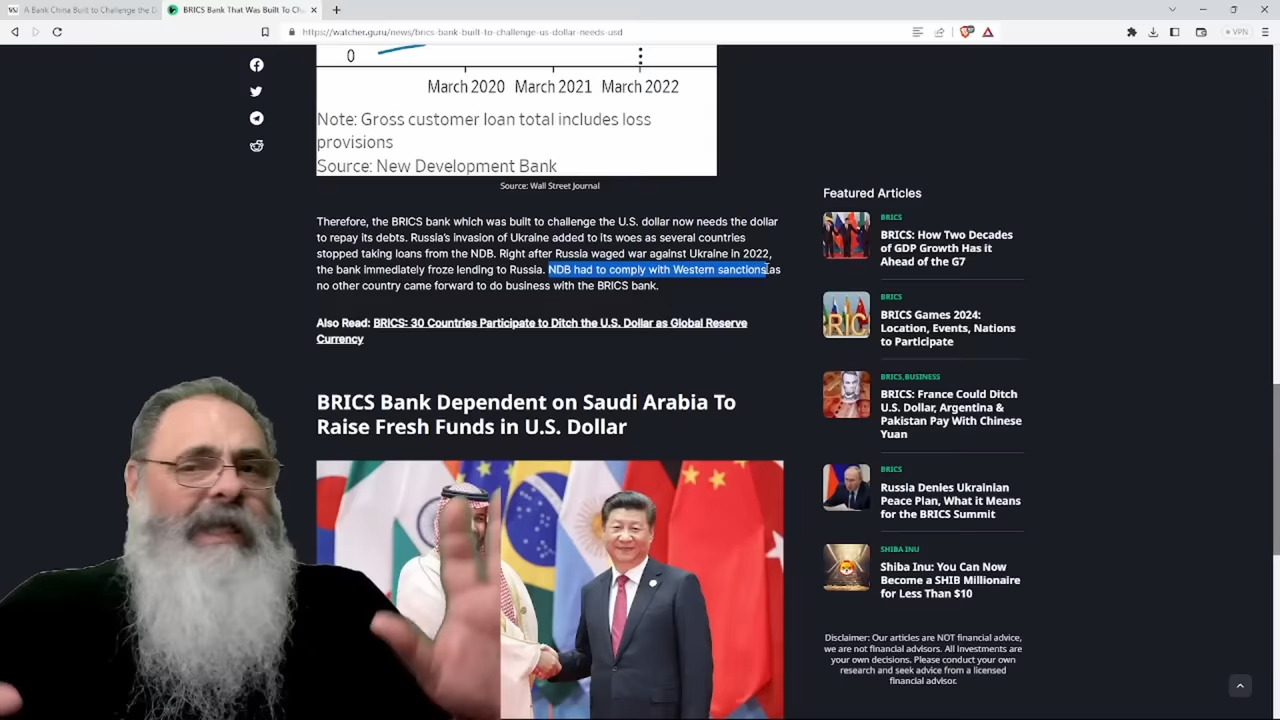 A Bank China Built to Challenge the D
BRICS Bank That Was Built To Cha
https://watcher.guru/news/brics-bank-built-to-challenge-us-dollar-needs-usd
VPN
0
March 2020 March 2021 March 2022
Note: Gross customer loan total includes loss
provisions
Source: New Development Bank
Source: Wall Street Journal
Therefore, the BRICS bank which was built to challenge the U.S. dollar now needs the dollar
to repay its debts. Russia's invasion of Ukraine added to its woes as several countries
stopped taking loans from the NDB. Right after Russia waged war against Ukraine in 2022,
the bank immediately froze lending to Russia. NDB had to comply with Western sanctions as
no other country came forward to do business with the BRICS bank.
Also Read: BRICS: 30 Countries Participate to Ditch the U.S. Dollar as Global Reserve
Currency
BRICS Bank Dependent on Saudi Arabia To
Raise Fresh Funds in U.S. Dollar
Featured Articles
BRICS
BRICS: How Two Decades
of GDP Growth Has it
Ahead of the G7
BRICS
BRICS Games 2024:
Location, Events, Nations
to Participate
BRICS,BUSINESS
BRICS: France Could Ditch
U.S. Dollar, Argentina &
Pakistan Pay With Chinese
Yuan
BRICS
Russia Denies Ukrainian
Peace Plan, What it Means
for the BRICS Summit
SHIBA INU
Shiba Inu: You Can Now
Become a SHIB Millionaire
for Less Than $10
Disclaimer: Our articles are NOT financial advice,
we are not financial advisors. All Investments are
your own decisions. Please conduct your own
research and seek advice from a licensed
financial advisor.